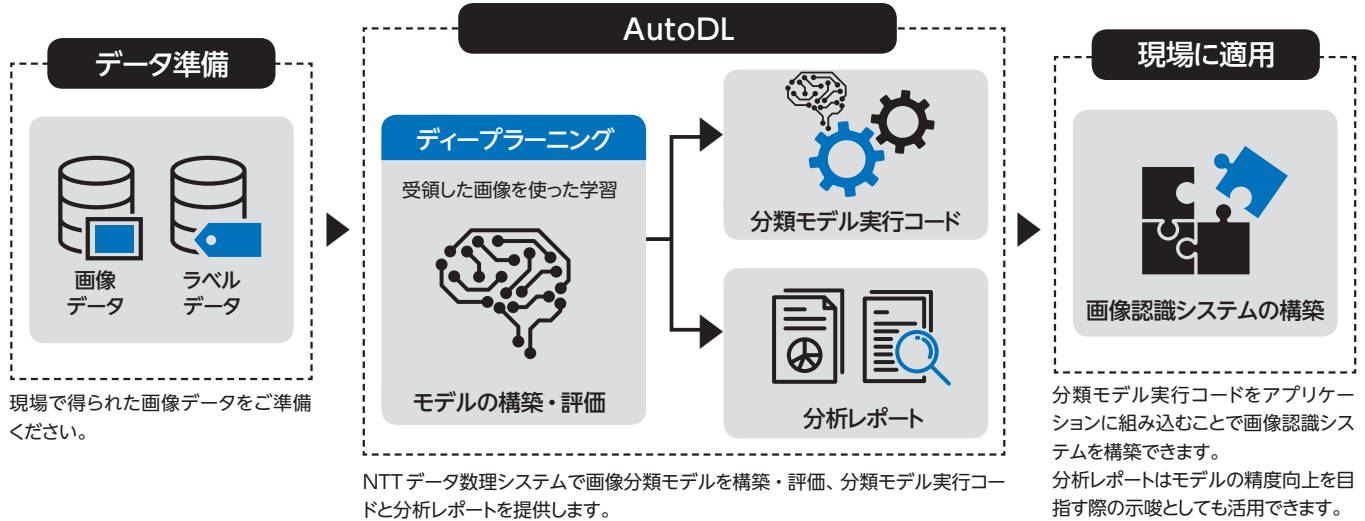 データ準備
画像
データ
ラベル
データ
現場で得られた画像データをご準備
ください。
AutoDL
ディープラーニング
受領した画像を使った学習
モデルの構築・評価
分類モデル実行コード
分析レポート
NTTデータ数理システムで画像分類モデルを構築・評価、分類モデル実行コー
ドと分析レポートを提供します。
現場に適用
画像認識システムの構築
分類モデル実行コードをアプリケー
ションに組み込むことで画像認識シス
テムを構築できます。
分析レポートはモデルの精度向上を目
指す際の示唆としても活用できます。